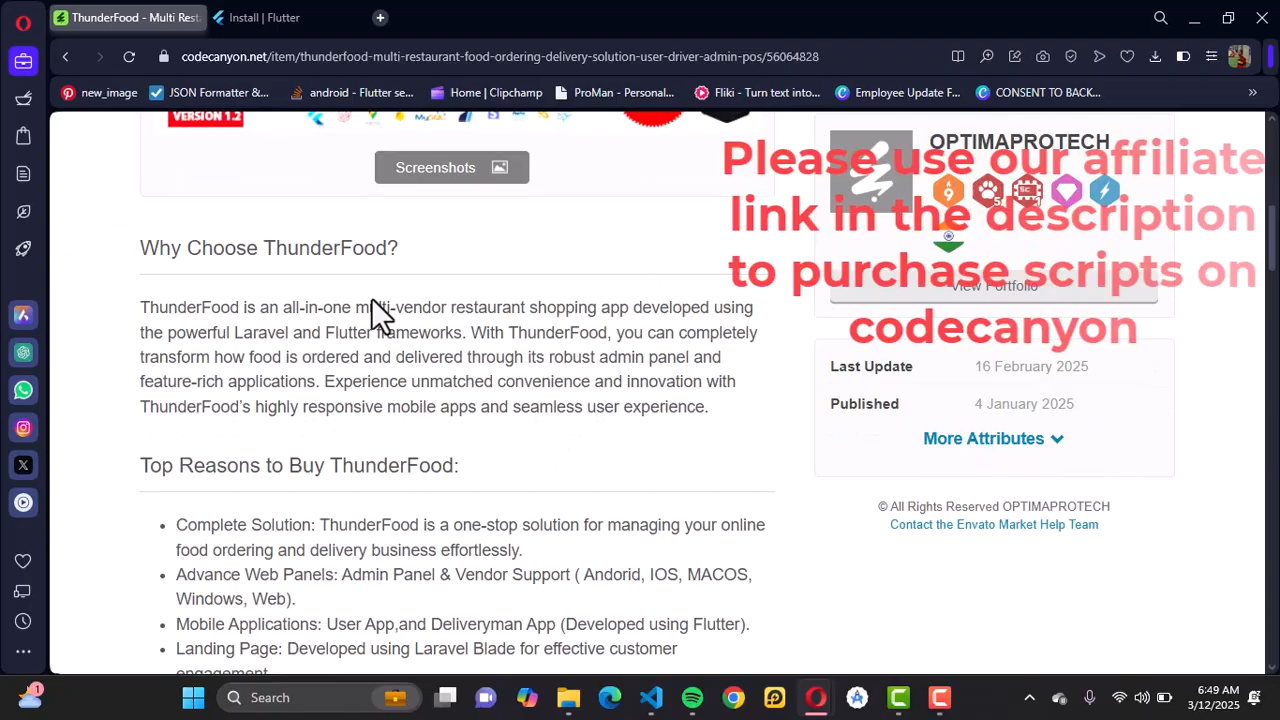 ThunderFood - Multi Rest
Install | Flutter
codecanyon.net/item/thunderfood-multi-restaurant-food-ordering-delivery-solution-user-driver-admin-pos/56064828
new_image
JSON Formatter &...
android - Flutter se...
Home | Clipchamp
ProMan - Personal...
Fliki - Turn text into...
Employee Update F...
CONSENT TO BACK...
VERSION 1.2
Screenshots
OPTIMAPROTECH
Please use our affiliate
link in the description
to purchase scripts on
codecanyon
View Portfolio
Why Choose ThunderFood?
ThunderFood is an all-in-one multi-vendor restaurant shopping app developed using
the powerful Laravel and Flutter frameworks. With ThunderFood, you can completely
transform how food is ordered and delivered through its robust admin panel and
feature-rich applications. Experience unmatched convenience and innovation with
ThunderFood’s highly responsive mobile apps and seamless user experience.
Last Update 16 February 2025
Published 4 January 2025
More Attributes
© All Rights Reserved OPTIMAPROTECH
Contact the Envato Market Help Team
Top Reasons to Buy ThunderFood:
• Complete Solution: ThunderFood is a one-stop solution for managing your online
food ordering and delivery business effortlessly.
• Advance Web Panels: Admin Panel & Vendor Support ( Andorid, IOS, MACOS,
Windows, Web).
• Mobile Applications: User App,and Deliveryman App (Developed using Flutter).
• Landing Page: Developed using Laravel Blade for effective customer
engagement
Search
6:49 AM
3/12/2025